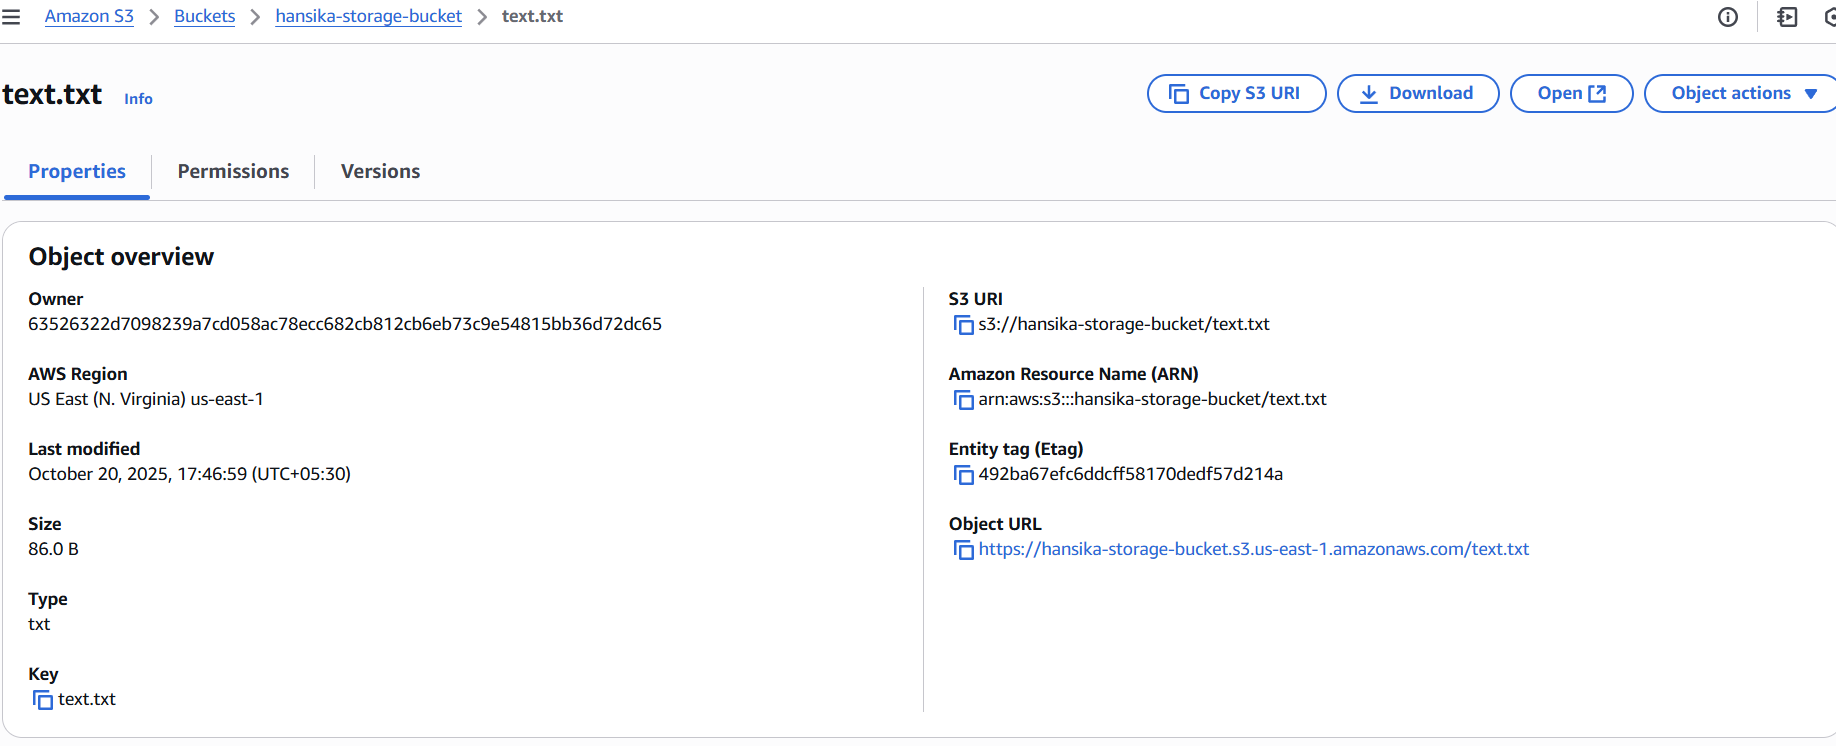 Amazon S3 > Buckets > hansika-storage-bucket > text.txt
text.txt Info
Copy S3 URI Download Open Object actions
Properties Permissions Versions
Object overview
Owner
63526322d7098239a7cd058ac78ecc682cb812cb6eb73c9e54815bb36d72dc65
AWS Region
US East (N. Virginia) us-east-1
Last modified
October 20, 2025, 17:46:59 (UTC+05:30)
Size
86.0 B
Type
txt
Key
text.txt
S3 URI
s3://hansika-storage-bucket/text.txt
Amazon Resource Name (ARN)
arn:aws:s3:::hansika-storage-bucket/text.txt
Entity tag (Etag)
492ba67efc6ddcff58170dedf57d214a
Object URL
https://hansika-storage-bucket.s3.us-east-1.amazonaws.com/text.txt